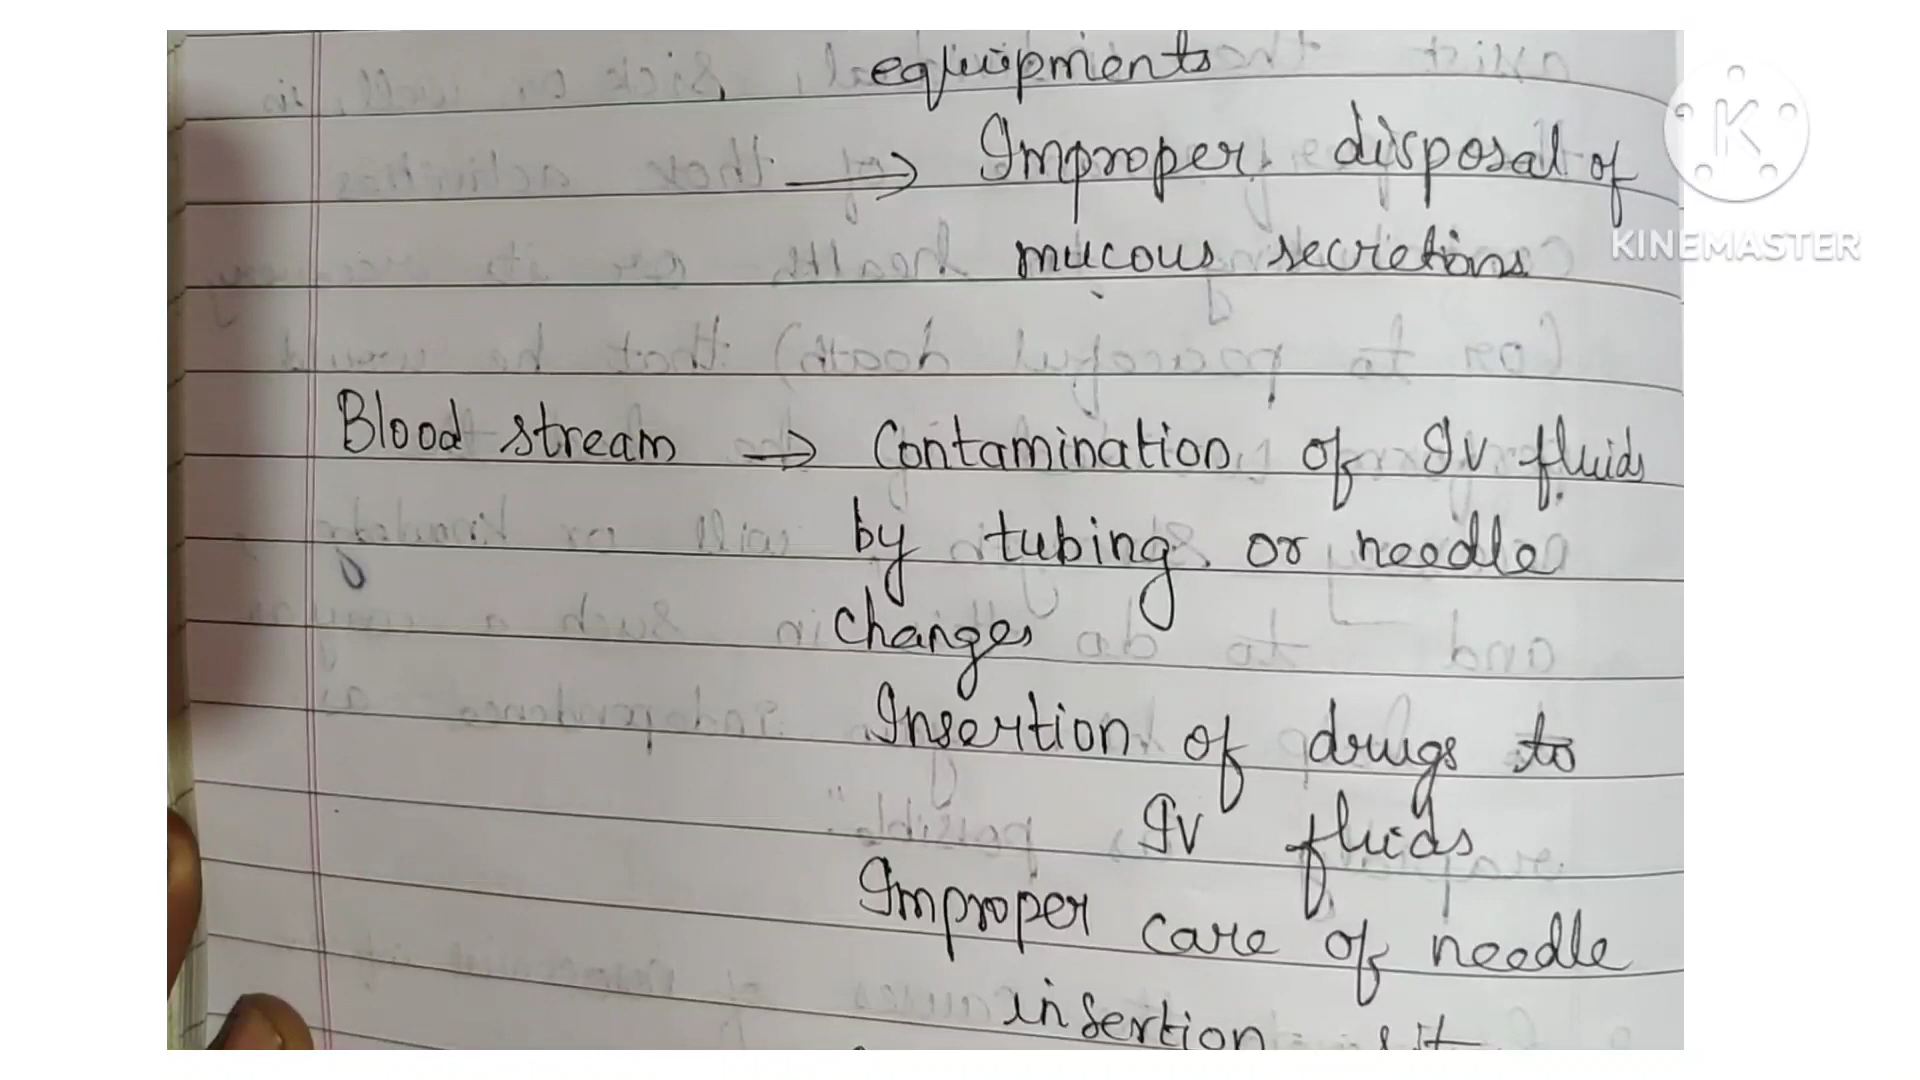 equipments
→ Improper disposal of
mucous secretions
Blood stream → Contamination of IV fluids
by tubing or needle
changes
Insertion of drugs to
IV fluids
Improper care of needle
insertion
K
KINEMASTER